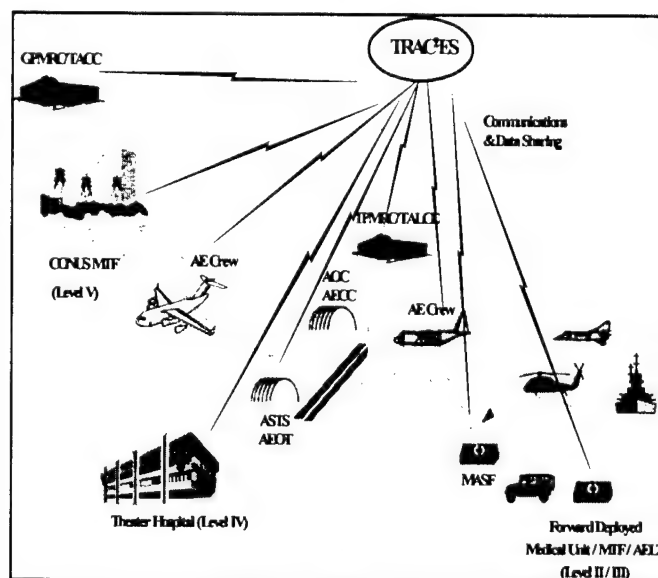 TRAC²ES
GPMRC/TACC
Communications
& Data Sharing
TPMRC/TALCC
CONUS MTF
(Level V)
AE Crew
AOC
AECC
AE Crew
ASTS
AEOT
MASF
Theater Hospital (Level IV)
Forward Deployed
Medical Unit / MTF / AELT
(Level II / III)